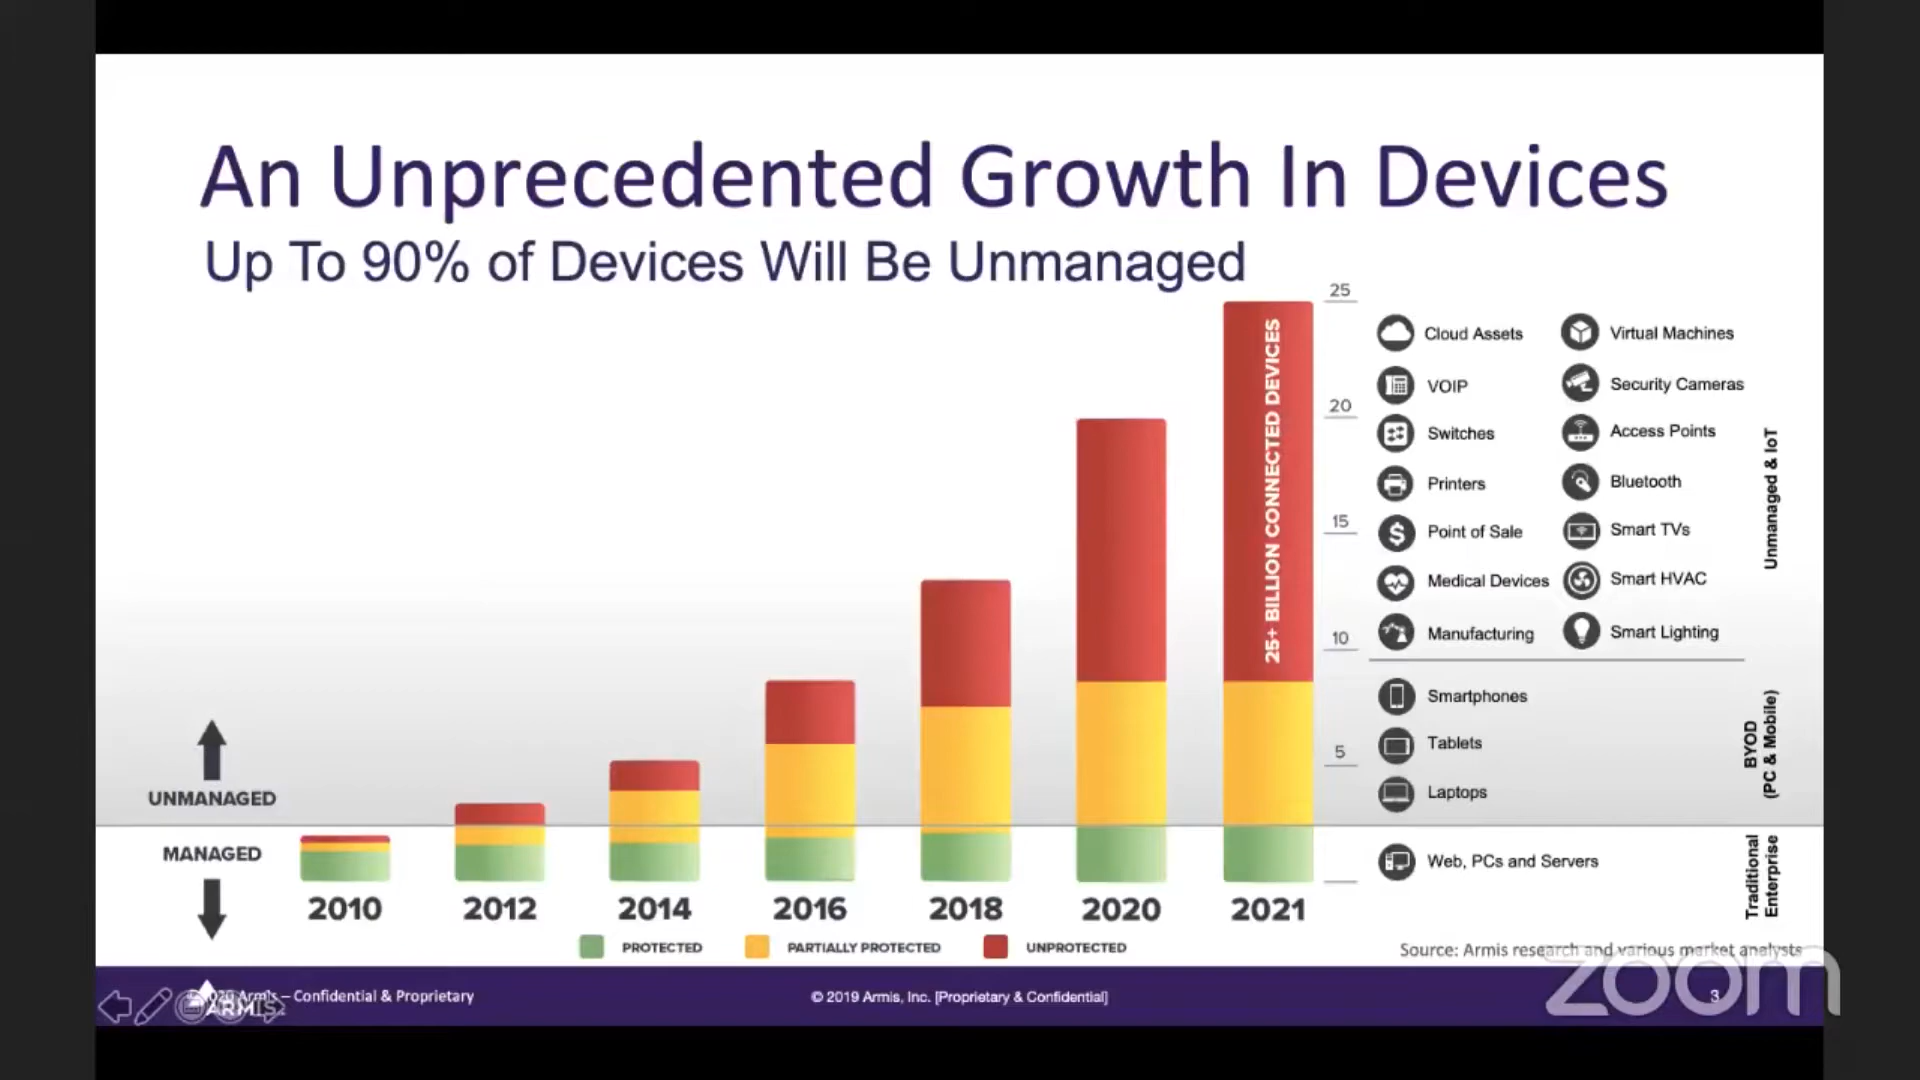 An Unprecedented Growth In Devices
Up To 90% of Devices Will Be Unmanaged
25+ BILLION CONNECTED DEVICES
25
20
15
10
5
UNMANAGED
MANAGED
2010
2012
2014
2016
2018
2020
2021
PROTECTED
PARTIALLY PROTECTED
UNPROTECTED
Cloud Assets
Virtual Machines
VOIP
Security Cameras
Switches
Access Points
Printers
Bluetooth
Point of Sale
Smart TVs
Medical Devices
Smart HVAC
Manufacturing
Smart Lighting
Unmanaged & IoT
Smartphones
Tablets
Laptops
BYOD
(PC & Mobile)
Web, PCs and Servers
Traditional
Enterprise
Source: Armis research and various market analysts
Armis – Confidential & Proprietary
ARMIS.
© 2019 Armis, Inc. [Proprietary & Confidential]
3
zoom